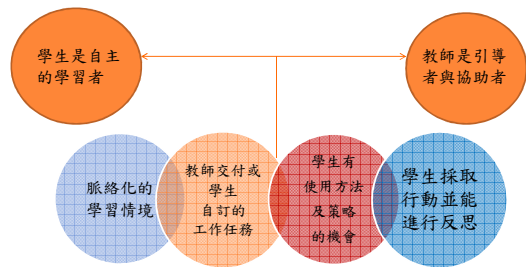 學生是自主
的學習者
教師是引導
者與協助者
脈絡化的
學習情境
教師交付或
學生
自訂的
工作任務
學生有
使用方法
及策略
的機會
學生採取
行動並能
進行反思